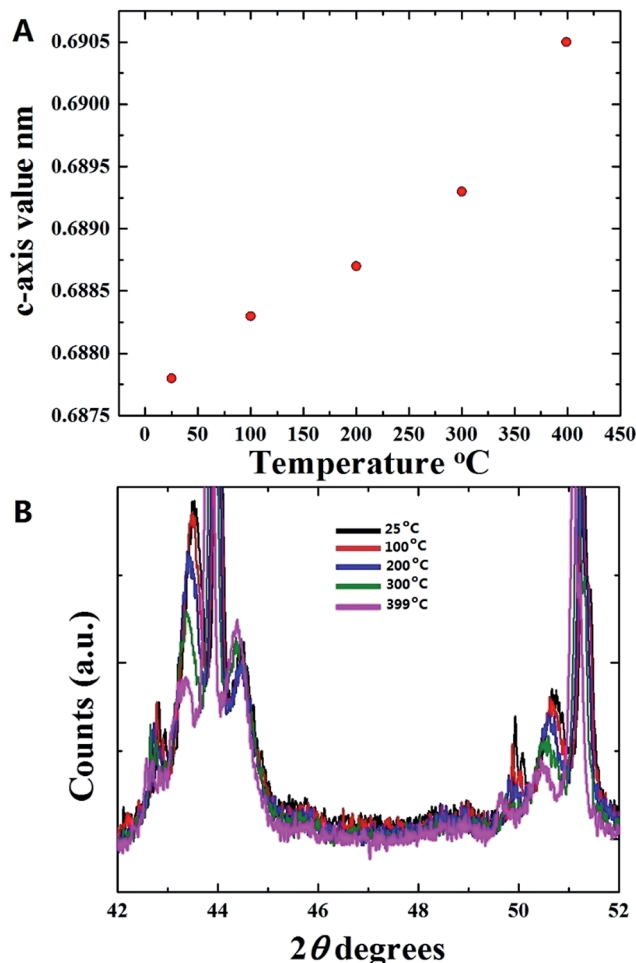 A
0.6905
0.6900
0.6895
0.6890
0.6885
0.6880
0.6875
c-axis value nm
0 50 100 150 200 250 300 350 400 450
Temperature °C
B
25°C
100°C
200°C
300°C
399°C
Counts (a.u.)
42 44 46 48 50 52
2θ degrees